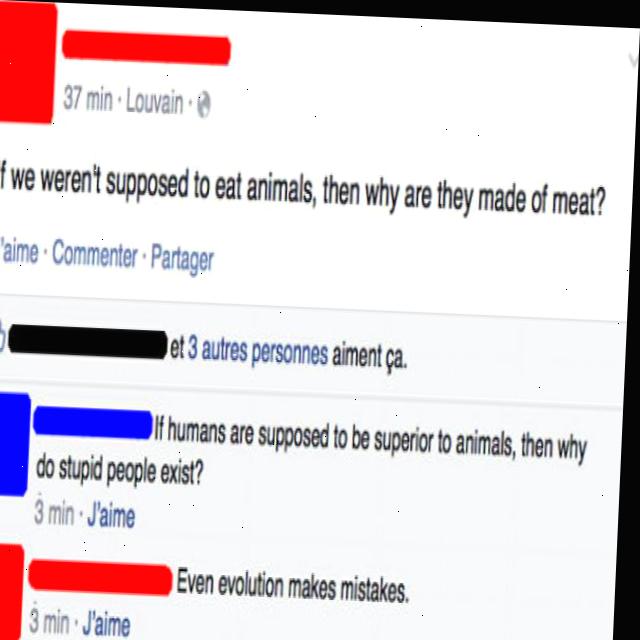 37 min · Louvain ·
f we weren't supposed to eat animals, then why are they made of meat?
'aime · Commenter · Partager
et 3 autres personnes aiment ça.
If humans are supposed to be superior to animals, then why
do stupid people exist?
3 min · J'aime
Even evolution makes mistakes.
3 min · J'aime